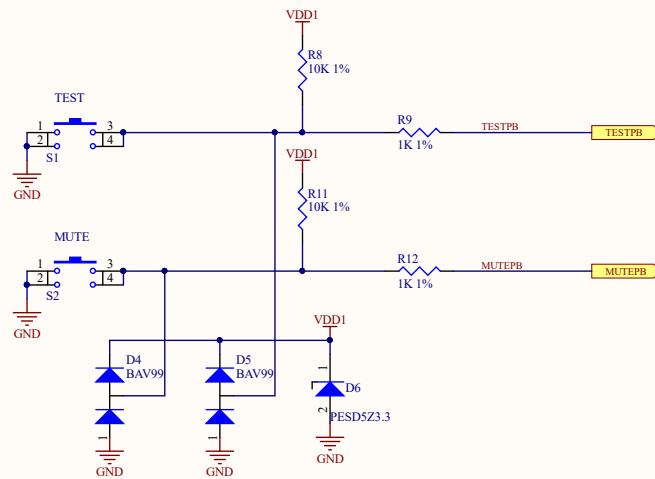 VDD1
R8
10K 1%
TEST
1
2
3
4
S1
GND
R9
1K 1%
TESTPB
TESTPB
VDD1
R11
10K 1%
MUTE
1
2
3
4
S2
GND
R12
1K 1%
MUTEPB
MUTEPB
VDD1
D4
BAV99
1
GND
D5
BAV99
1
GND
1
D6
2
PESD5Z3.3
GND